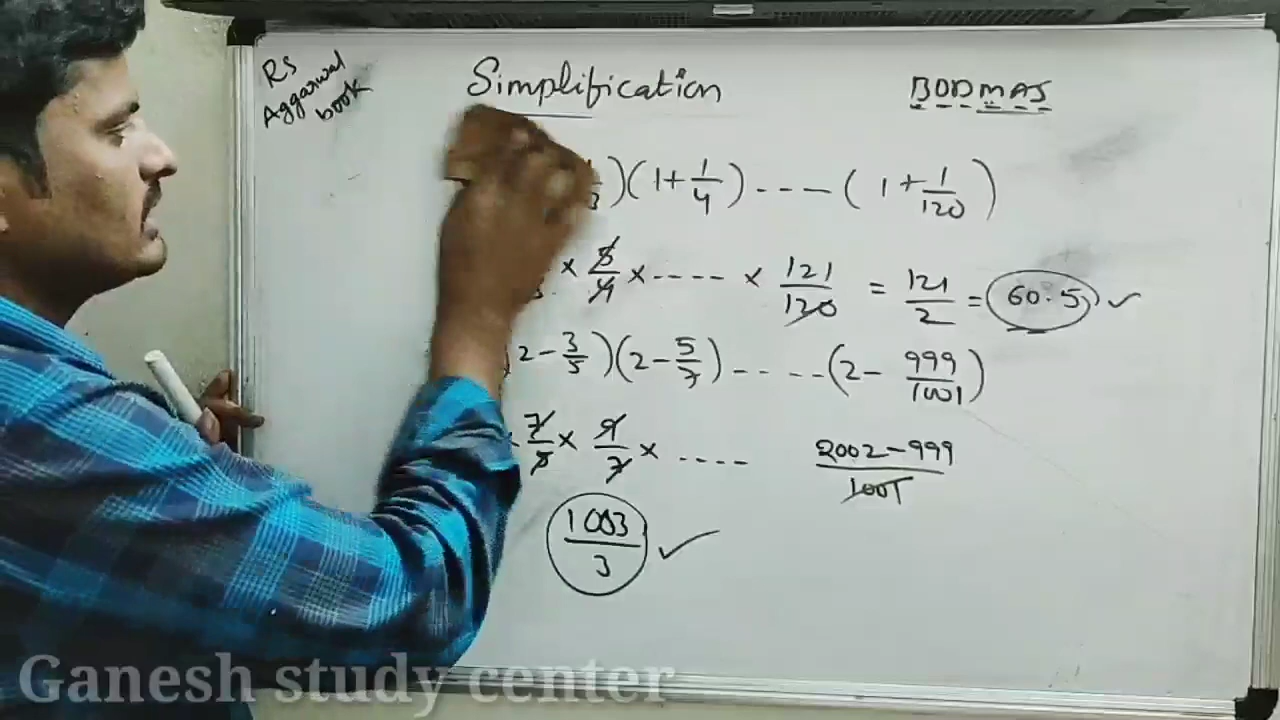 RS
Aggarwal
book
Simplification
BODMAS
)(1+1/4) ---- (1+1/120)
× 5/4 × ---- × 121/120 = 121/2 = 60.5 ✓
2 - 3/5)(2 - 5/7) ---- (2 - 999/1001)
× 7/5 × 9/7 × ---- 2002-999/1001
1003/3 ✓
Ganesh study center